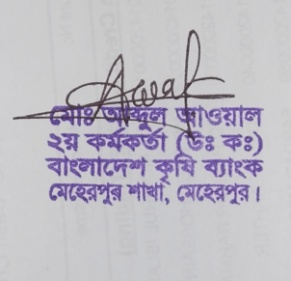 Awal
মোঃ আব্দুল আওয়াল
২য় কর্মকর্তা (উঃ কঃ)
বাংলাদেশ কৃষি ব্যাংক
মেহেরপুর শাখা, মেহেরপুর।